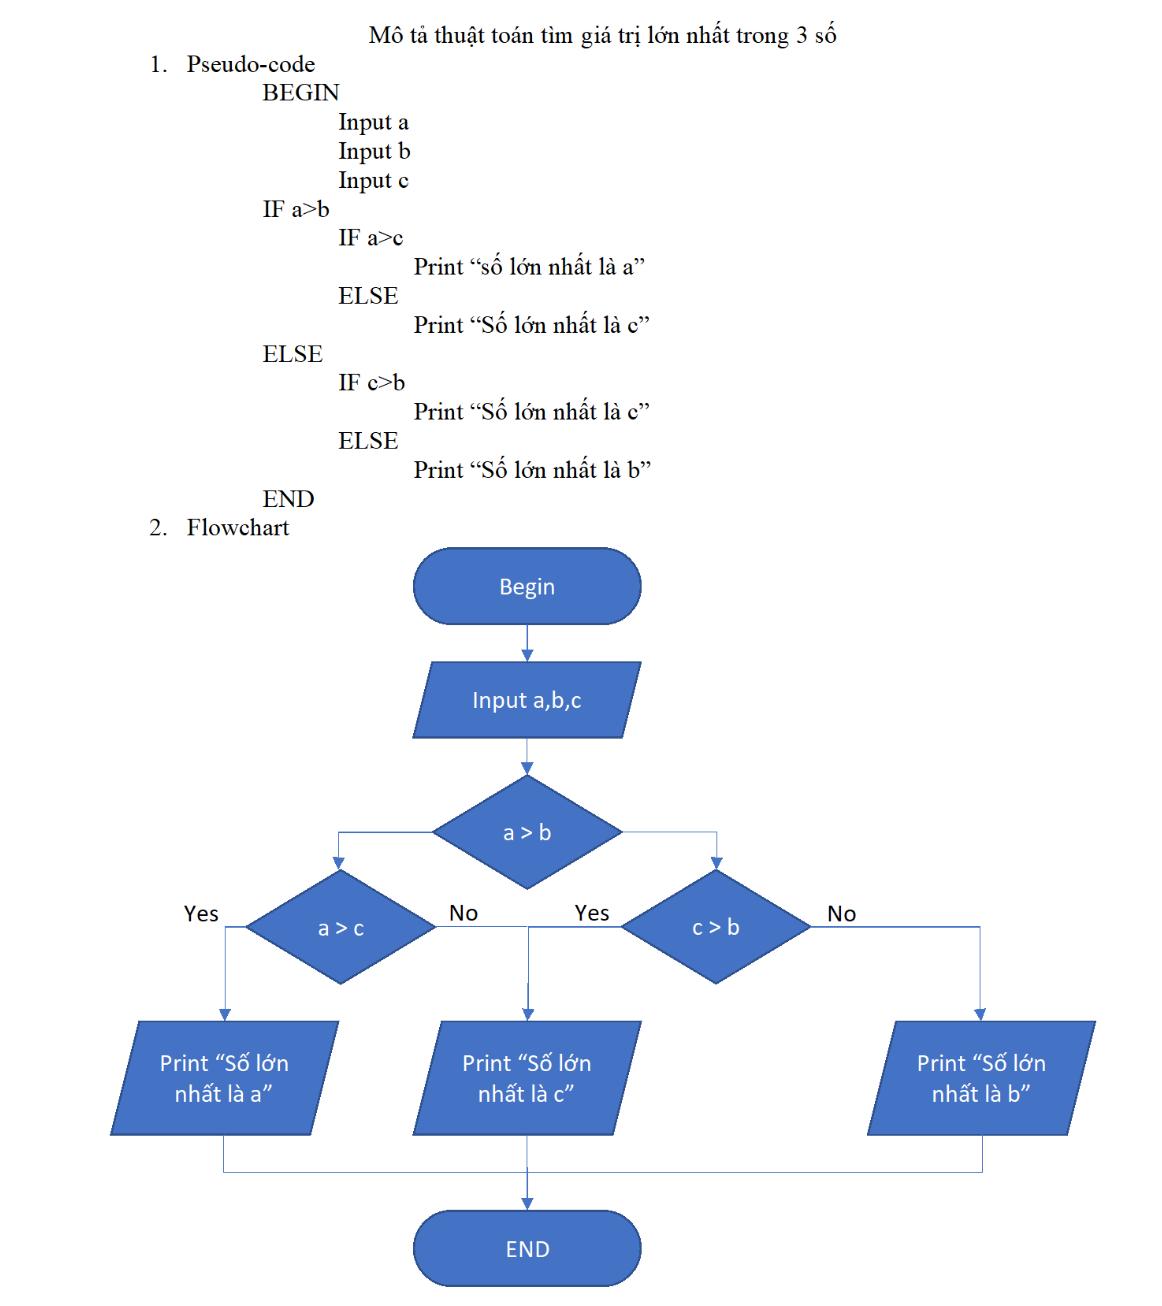 Mô tả thuật toán tìm giá trị lớn nhất trong 3 số
1. Pseudo-code
BEGIN
Input a
Input b
Input c
IF a>b
IF a>c
Print “số lớn nhất là a”
ELSE
Print “Số lớn nhất là c”
ELSE
IF c>b
Print “Số lớn nhất là c”
ELSE
Print “Số lớn nhất là b”
END
2. Flowchart
Begin
Input a,b,c
a > b
Yes
a > c
No
Yes
c > b
No
Print “Số lớn
nhất là a”
Print “Số lớn
nhất là c”
Print “Số lớn
nhất là b”
END